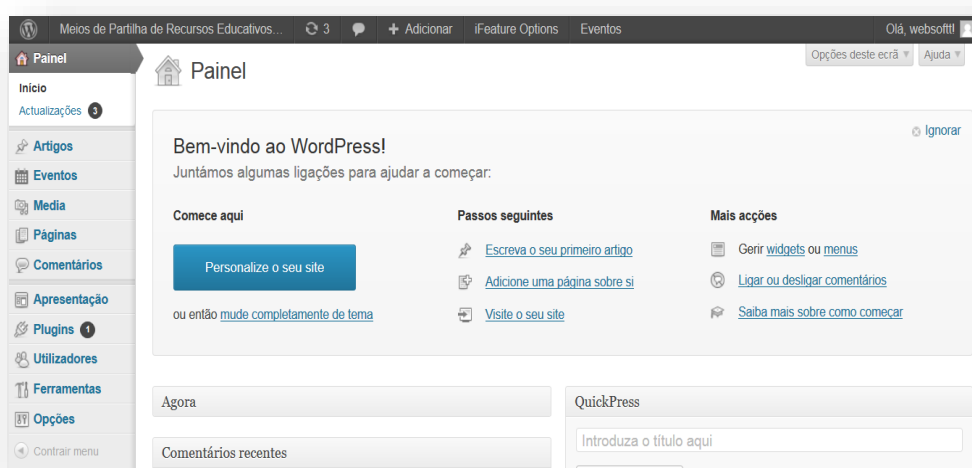 Meios de Partilha de Recursos Educativos... 3 + Adicionar iFeature Options Eventos Olá, websoftt!
Painel
Início
Actualizações 3
Artigos
Eventos
Media
Páginas
Comentários
Apresentação
Plugins 1
Utilizadores
Ferramentas
Opções
Contrair menu
Opções deste ecrã Ajuda
Painel
Ignorar
Bem-vindo ao WordPress!
Juntámos algumas ligações para ajudar a começar:
Comece aqui
Personalize o seu site
ou então mude completamente de tema
Passos seguintes
Escreva o seu primeiro artigo
Adicione uma página sobre si
Visite o seu site
Mais acções
Gerir widgets ou menus
Ligar ou desligar comentários
Saiba mais sobre como começar
Agora
Comentários recentes
QuickPress
Introduza o título aqui